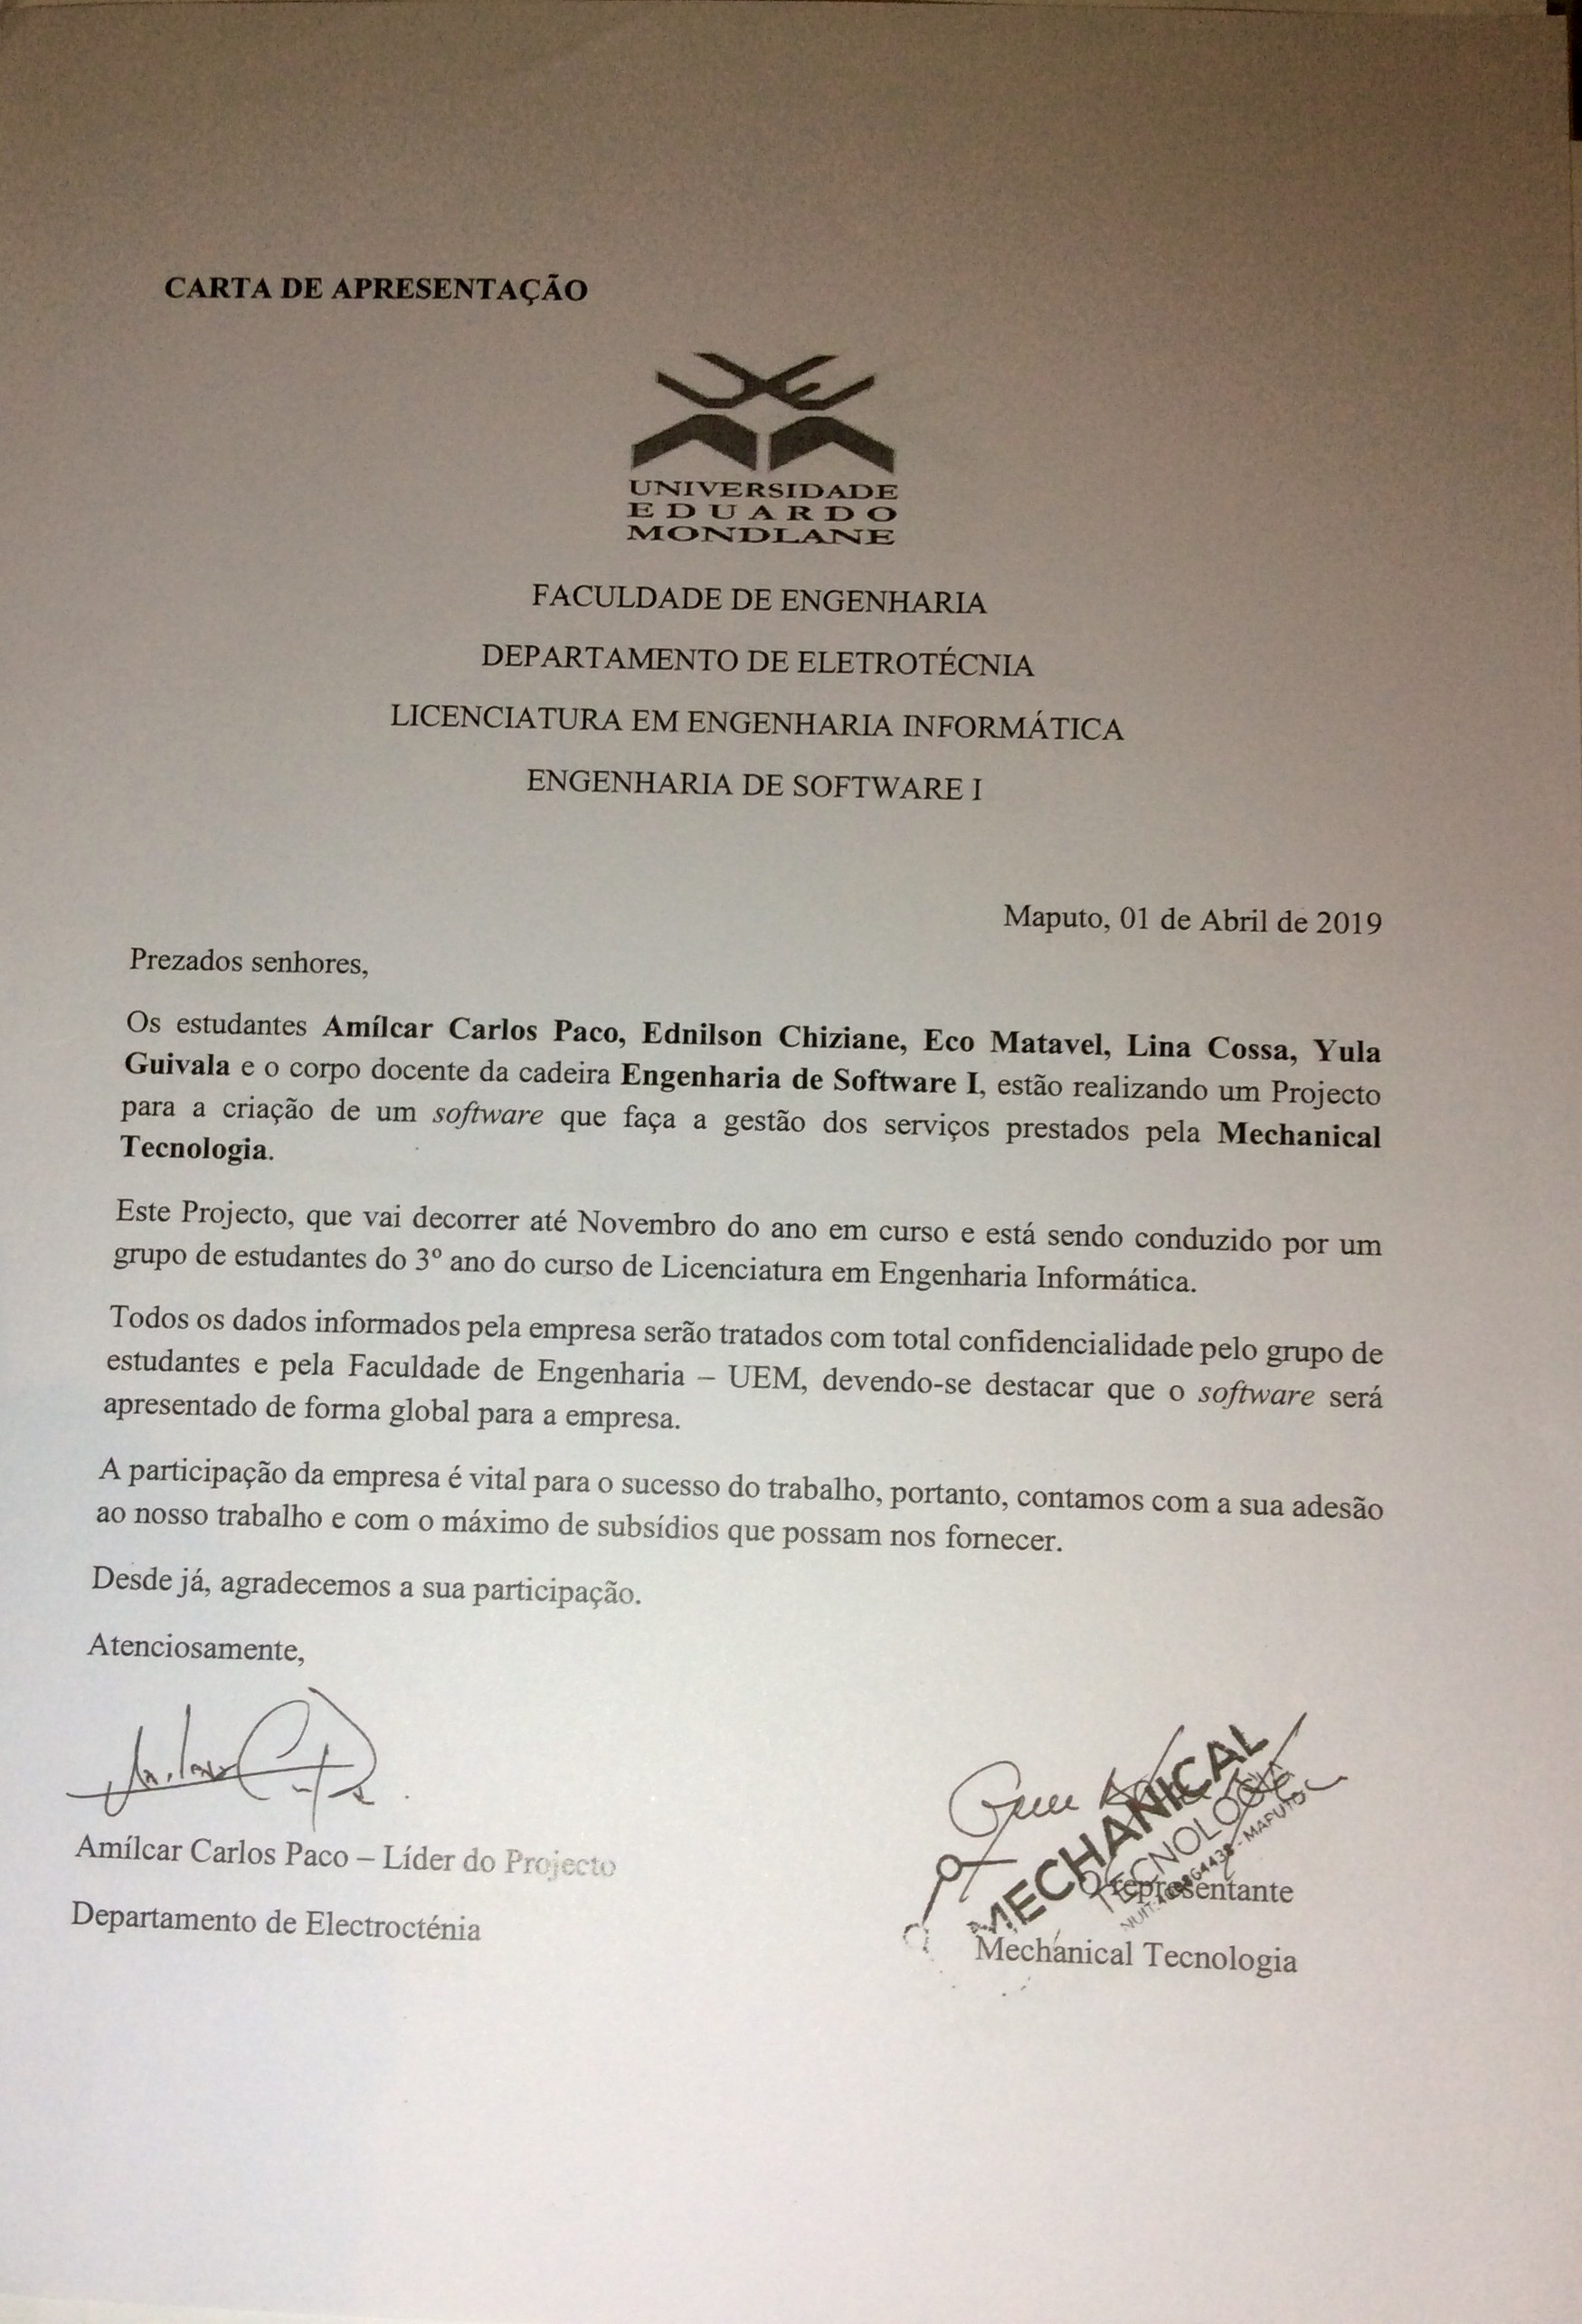 CARTA DE APRESENTAÇÃO
UNIVERSIDADE
EDUARDO
MONDLANE
FACULDADE DE ENGENHARIA
DEPARTAMENTO DE ELETROTÉCNIA
LICENCIATURA EM ENGENHARIA INFORMÁTICA
ENGENHARIA DE SOFTWARE I
Maputo, 01 de Abril de 2019
Prezados senhores,
Os estudantes Amílcar Carlos Paco, Ednilson Chiziane, Eco Matavel, Lina Cossa, Yula
Guivala e o corpo docente da cadeira Engenharia de Software I, estão realizando um Projecto
para a criação de um software que faça a gestão dos serviços prestados pela Mechanical
Tecnologia.
Este Projecto, que vai decorrer até Novembro do ano em curso e está sendo conduzido por um
grupo de estudantes do 3º ano do curso de Licenciatura em Engenharia Informática.
Todos os dados informados pela empresa serão tratados com total confidencialidade pelo grupo de
estudantes e pela Faculdade de Engenharia – UEM, devendo-se destacar que o software será
apresentado de forma global para a empresa.
A participação da empresa é vital para o sucesso do trabalho, portanto, contamos com a sua adesão
ao nosso trabalho e com o máximo de subsídios que possam nos fornecer.
Desde já, agradecemos a sua participação.
Atenciosamente,
Amílcar Carlos Paco – Líder do Projecto
Departamento de Electrocténia
MECHANICAL
TECNOLOGIA
NUIT: - MAPUTO
O representante
Mechanical Tecnologia